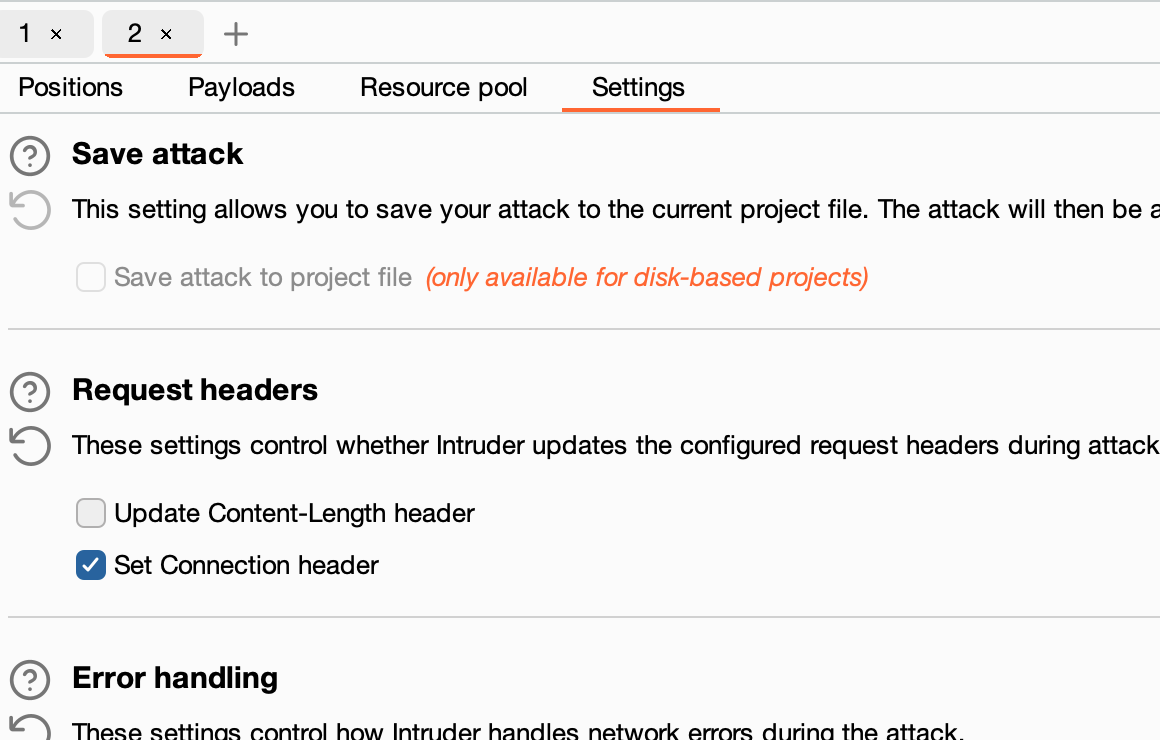 1 × 2 × +
Positions Payloads Resource pool Settings
Save attack
This setting allows you to save your attack to the current project file. The attack will then be
Save attack to project file (only available for disk-based projects)
Request headers
These settings control whether Intruder updates the configured request headers during attack
Update Content-Length header
Set Connection header
Error handling
These settings control how Intruder handles network errors during the attack.